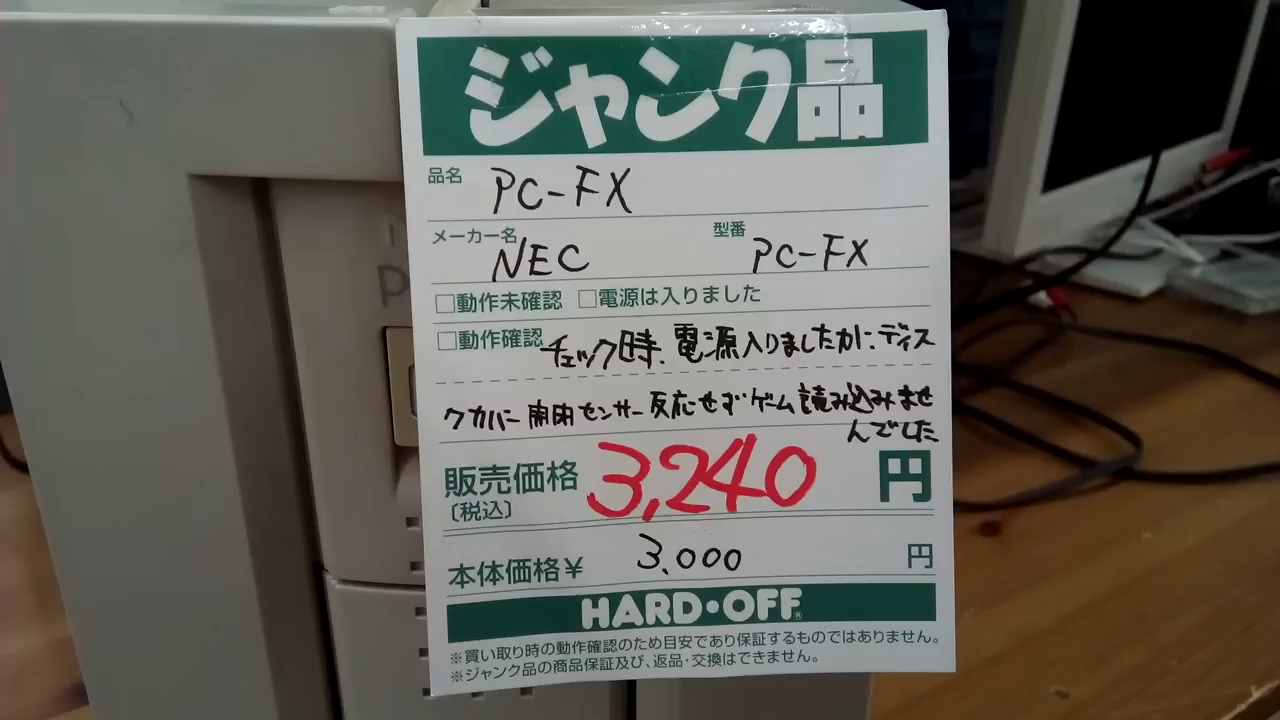 ジャンク品
品名 PC-FX
メーカー名 NEC 型番 PC-FX
□動作未確認 □電源は入りました
□動作確認 チェック時、電源入りましたが、ディス
クカバー開閉センサー反応せずゲーム読み込みませ
んでした
販売価格 3,240 円
〔税込〕
本体価格¥ 3.000 円
HARD・OFF®
※買い取り時の動作確認のため目安であり保証するものではありません。
※ジャンク品の商品保証及び、返品・交換はできません。
P